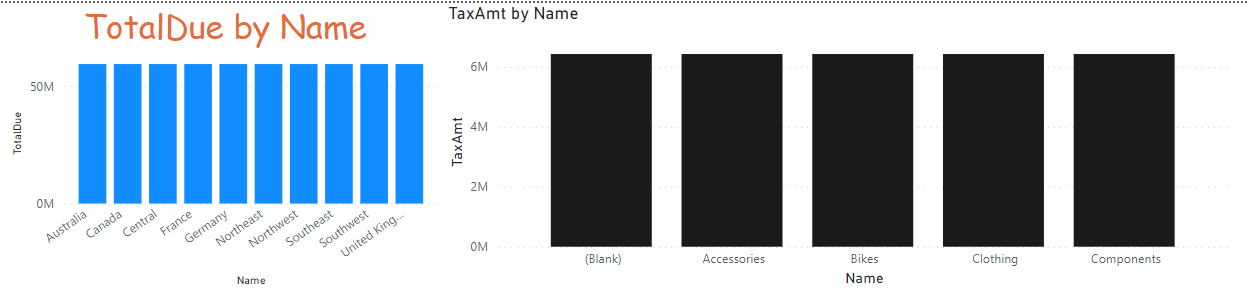 TotalDue by Name
50M
0M
TotalDue
Australia
Canada
Central
France
Germany
Northeast
Northwest
Southeast
Southwest
United King...
Name
TaxAmt by Name
6M
4M
2M
0M
TaxAmt
(Blank)
Accessories
Bikes
Clothing
Components
Name